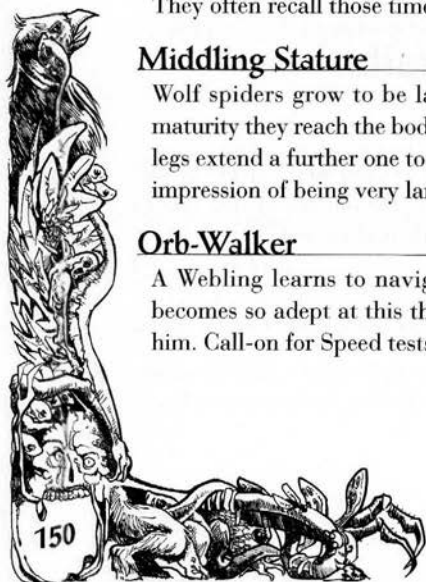 They often recall those time
Middling Stature
Wolf spiders grow to be la
maturity they reach the bod
legs extend a further one to
impression of being very lar
Orb-Walker
A Webling learns to navig
becomes so adept at this th
him. Call-on for Speed tests
150